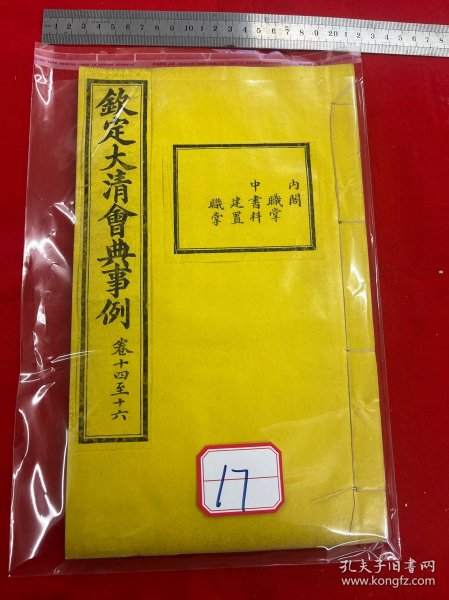 欽定大清會典事例
卷十四至十六
内閣
職掌
中書科
建置
職掌
17
孔夫子旧书网
www.kongfz.com